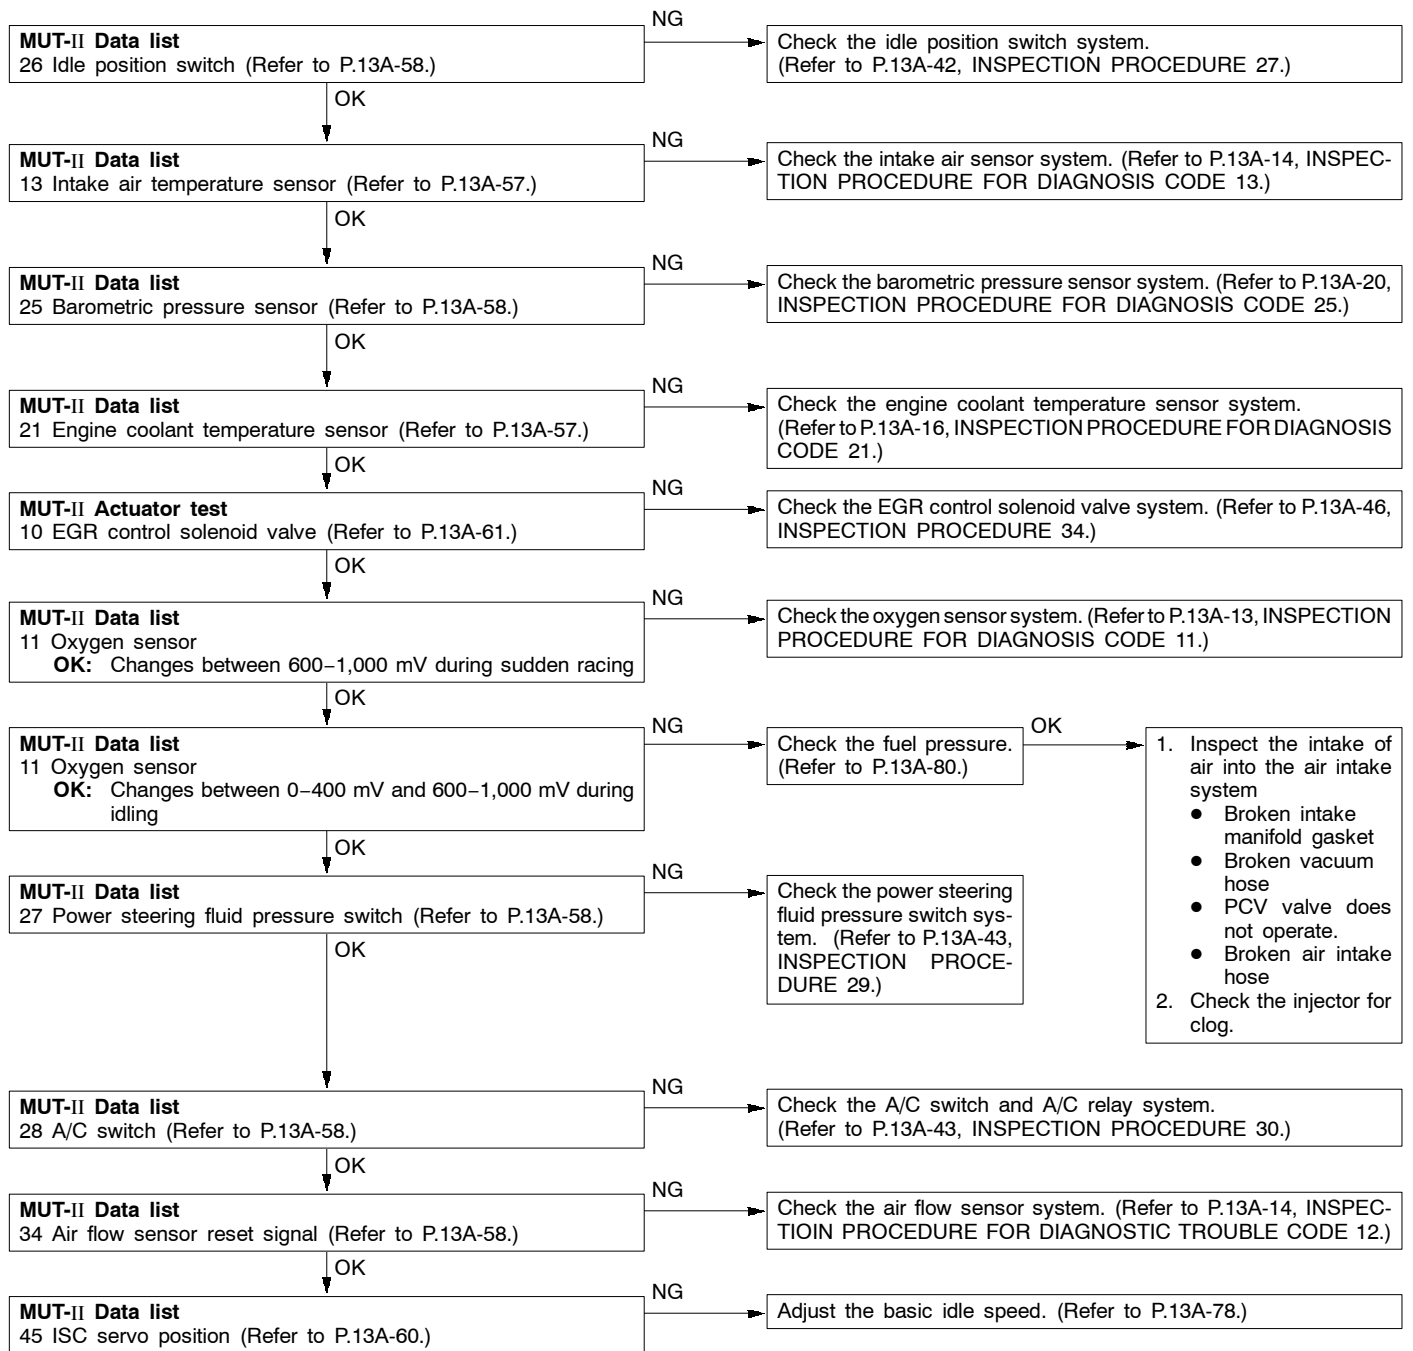 NG
MUT-II Data list
26 Idle position switch (Refer to P.13A-58.)
Check the idle position switch system.
(Refer to P.13A-42, INSPECTION PROCEDURE 27.)
OK
NG
MUT-II Data list
13 Intake air temperature sensor (Refer to P.13A-57.)
Check the intake air sensor system. (Refer to P.13A-14, INSPEC-
TION PROCEDURE FOR DIAGNOSIS CODE 13.)
OK
NG
MUT-II Data list
25 Barometric pressure sensor (Refer to P.13A-58.)
Check the barometric pressure sensor system. (Refer to P.13A-20,
INSPECTION PROCEDURE FOR DIAGNOSIS CODE 25.)
OK
NG
MUT-II Data list
21 Engine coolant temperature sensor (Refer to P.13A-57.)
Check the engine coolant temperature sensor system.
(Refer to P.13A-16, INSPECTION PROCEDURE FOR DIAGNOSIS
CODE 21.)
OK
NG
MUT-II Actuator test
10 EGR control solenoid valve (Refer to P.13A-61.)
Check the EGR control solenoid valve system. (Refer to P.13A-46,
INSPECTION PROCEDURE 34.)
OK
NG
MUT-II Data list
11 Oxygen sensor
OK: Changes between 600–1,000 mV during sudden racing
Check the oxygen sensor system. (Refer to P.13A-13, INSPECTION
PROCEDURE FOR DIAGNOSIS CODE 11.)
OK
NG
MUT-II Data list
11 Oxygen sensor
OK: Changes between 0–400 mV and 600–1,000 mV during
idling
Check the fuel pressure.
(Refer to P.13A-80.)
OK
1. Inspect the intake of
air into the air intake
system
● Broken intake
manifold gasket
● Broken vacuum
hose
● PCV valve does
not operate.
● Broken air intake
hose
2. Check the injector for
clog.
OK
NG
MUT-II Data list
27 Power steering fluid pressure switch (Refer to P.13A-58.)
Check the power steering
fluid pressure switch sys-
tem. (Refer to P.13A-43,
INSPECTION PROCE-
DURE 29.)
OK
NG
MUT-II Data list
28 A/C switch (Refer to P.13A-58.)
Check the A/C switch and A/C relay system.
(Refer to P.13A-43, INSPECTION PROCEDURE 30.)
OK
NG
MUT-II Data list
34 Air flow sensor reset signal (Refer to P.13A-58.)
Check the air flow sensor system. (Refer to P.13A-14, INSPEC-
TIOIN PROCEDURE FOR DIAGNOSTIC TROUBLE CODE 12.)
OK
NG
MUT-II Data list
45 ISC servo position (Refer to P.13A-60.)
Adjust the basic idle speed. (Refer to P.13A-78.)